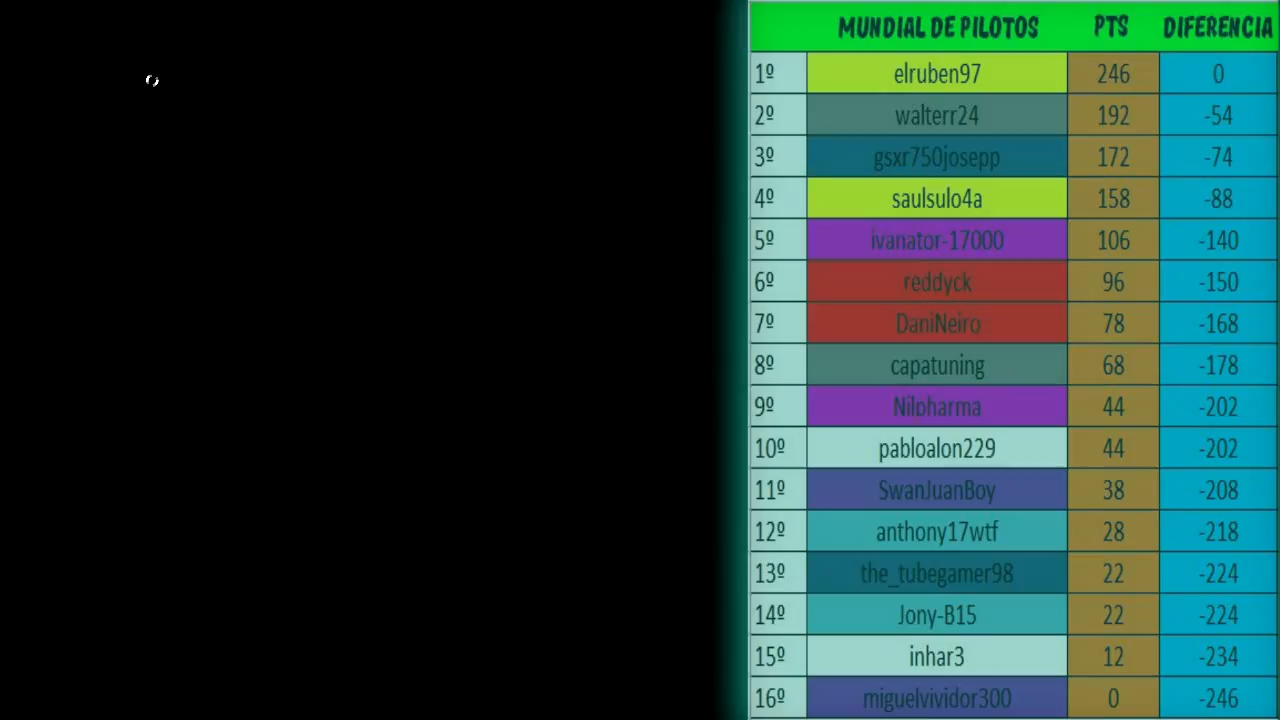 MUNDIAL DE PILOTOS PTS DIFERENCIA
1º elruben97 246 0
2º walterr24 192 -54
3º gsxr750josepp 172 -74
4º saulsulo4a 158 -88
5º ivanator-17000 106 -140
6º reddyck 96 -150
7º DaniNeiro 78 -168
8º capatuning 68 -178
9º Nilpharma 44 -202
10º pabloalon229 44 -202
11º SwanJuanBoy 38 -208
12º anthony17wtf 28 -218
13º the_tubegamer98 22 -224
14º Jony-B15 22 -224
15º inhar3 12 -234
16º miguelvividor300 0 -246